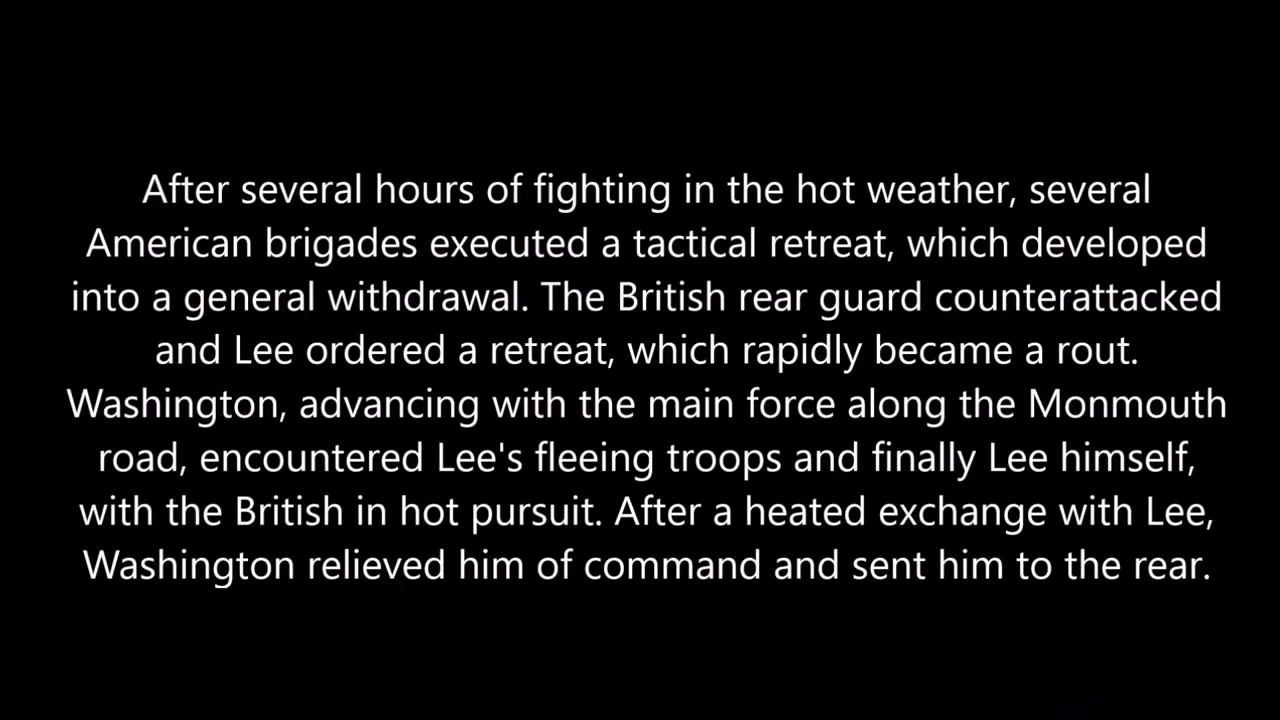 After several hours of fighting in the hot weather, several
American brigades executed a tactical retreat, which developed
into a general withdrawal. The British rear guard counterattacked
and Lee ordered a retreat, which rapidly became a rout.
Washington, advancing with the main force along the Monmouth
road, encountered Lee's fleeing troops and finally Lee himself,
with the British in hot pursuit. After a heated exchange with Lee,
Washington relieved him of command and sent him to the rear.